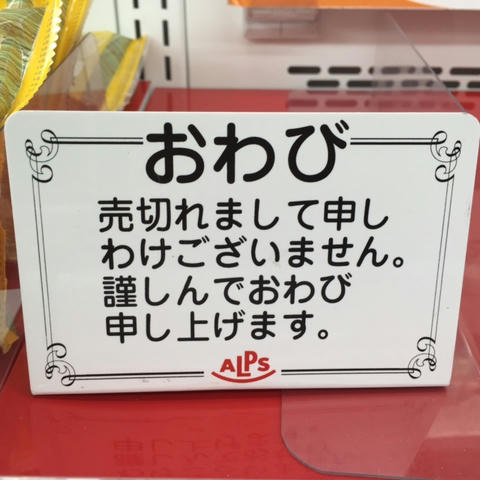 おわび
売切れまして申し
わけございません。
謹しんでおわび
申し上げます。
ALPS